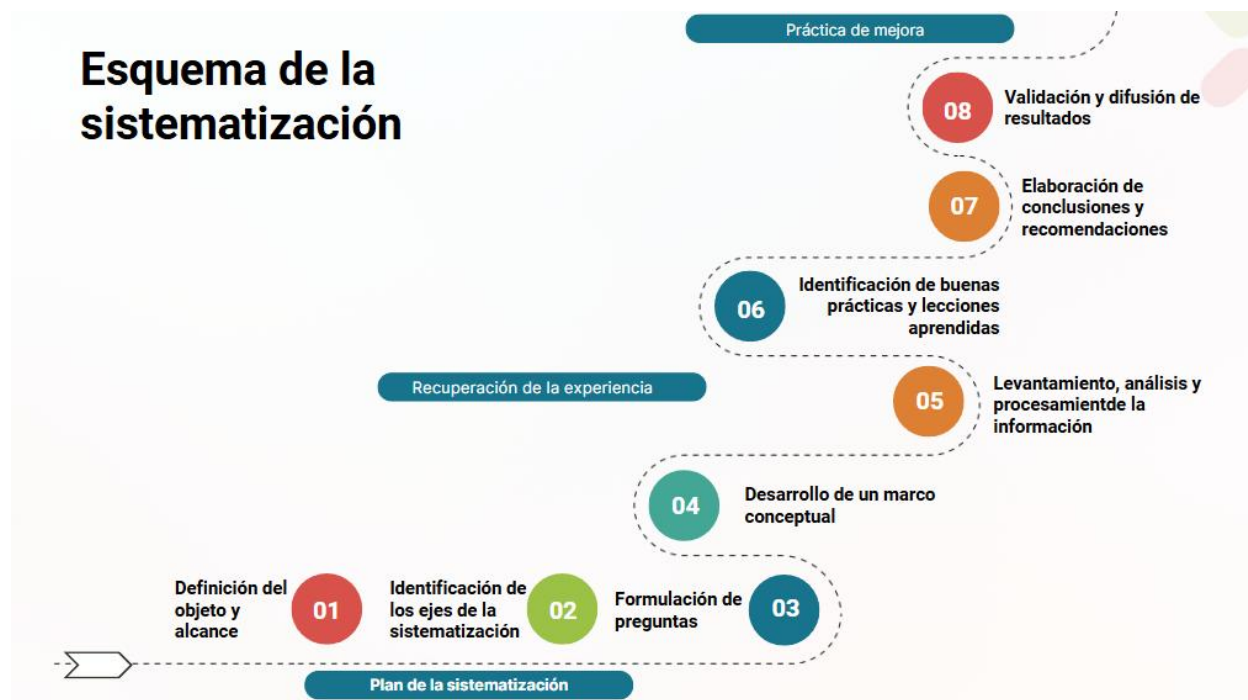 Esquema de la
sistematización
Práctica de mejora
08
Validación y difusión de
resultados
07
Elaboración de
conclusiones y
recomendaciones
06
Identificación de buenas
prácticas y lecciones
aprendidas
Recuperación de la experiencia
05
Levantamiento, análisis y
procesamientde la
información
04
Desarrollo de un marco
conceptual
Definición del
objeto y
alcance
01
Identificación de
los ejes de la
sistematización
02
Formulación de
preguntas
03
Plan de la sistematización